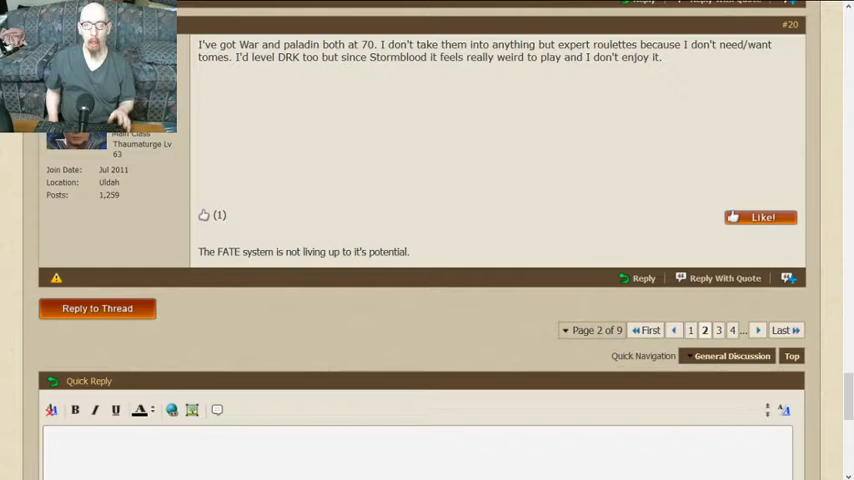 Reply
Reply With Quote
#20
I've got War and paladin both at 70. I don't take them into anything but expert roulettes because I don't need/want
tomes. I'd level DRK too but since Stormblood it feels really weird to play and I don't enjoy it.
Main Class
Thaumaturge Lv
63
Join Date: Jul 2011
Location: Uldah
Posts: 1,259
(1)
Like!
The FATE system is not living up to it's potential.
Reply
Reply With Quote
Reply to Thread
Page 2 of 9 First 1 2 3 4 ... Last
Quick Navigation General Discussion Top
Quick Reply
B I U A